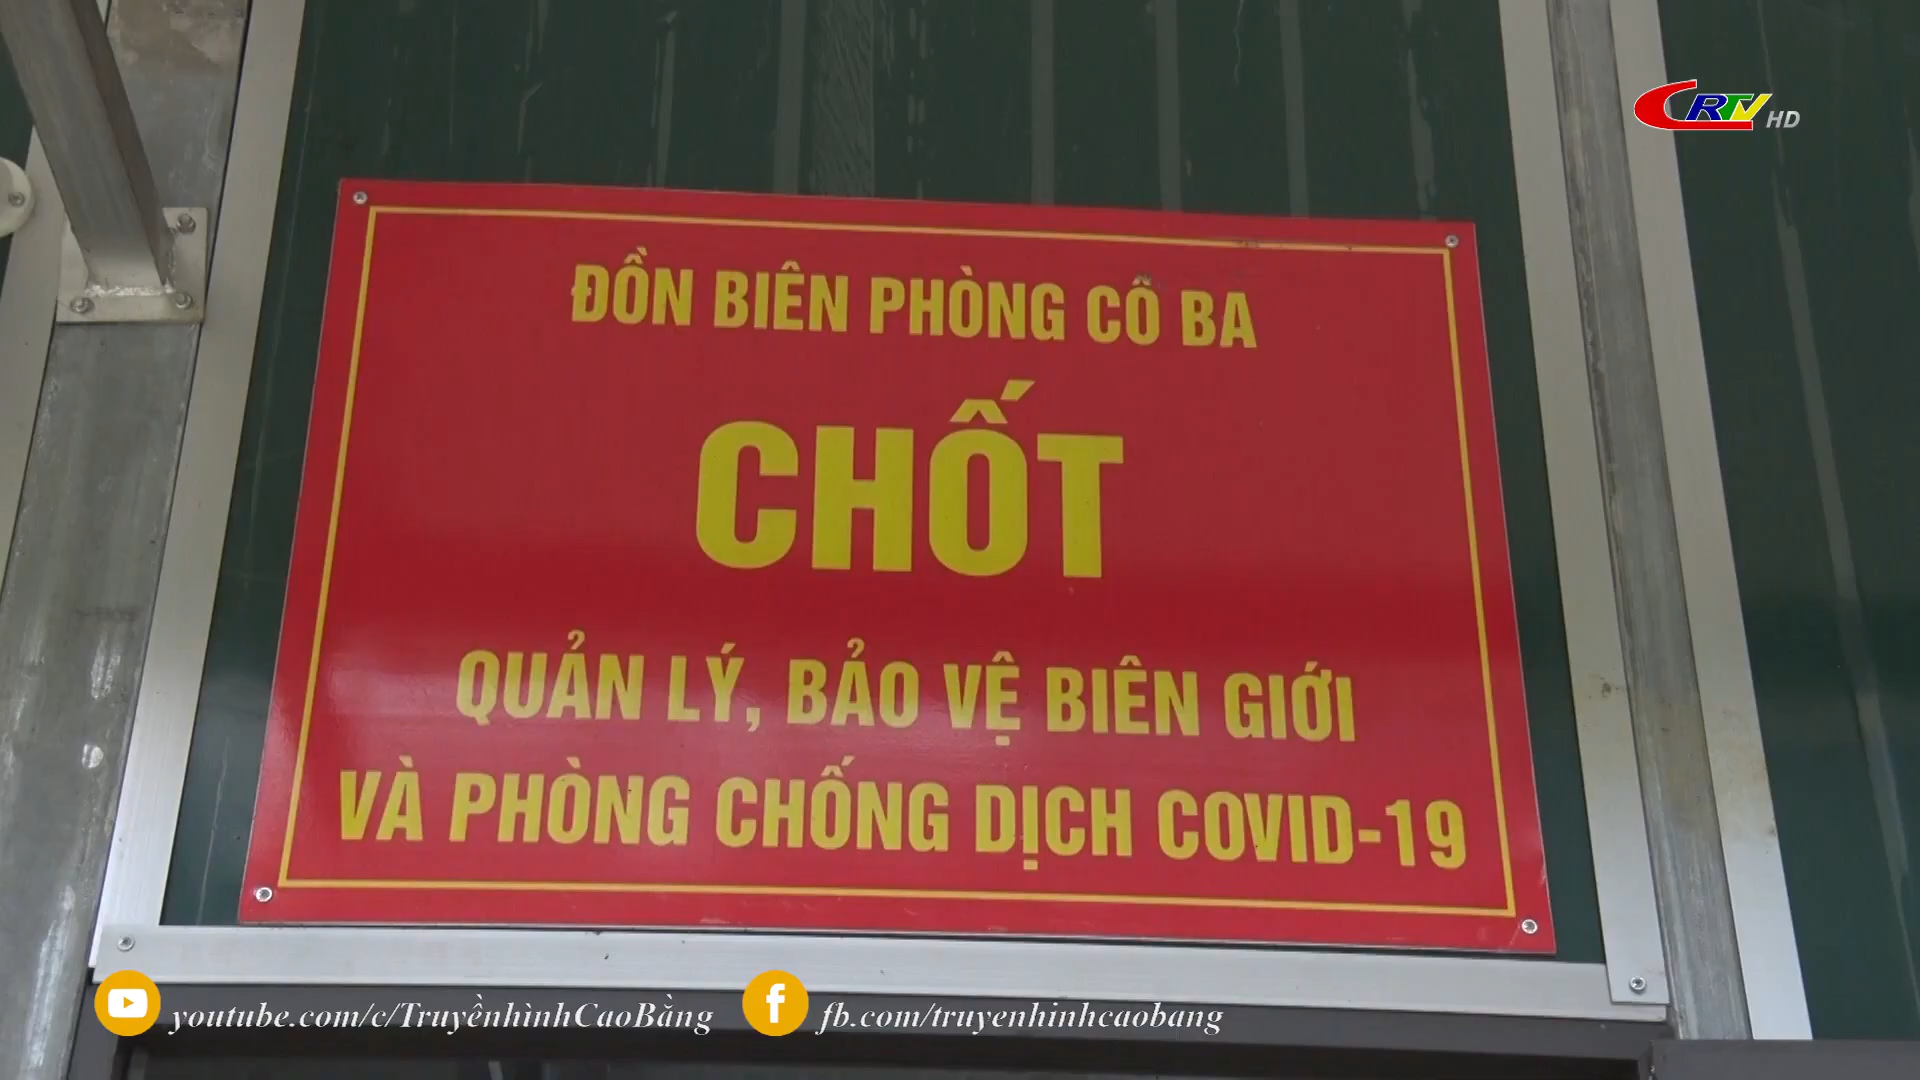 CRTV HD
ĐỒN BIÊN PHÒNG CÔ BA
CHỐT
QUẢN LÝ, BẢO VỆ BIÊN GIỚI
VÀ PHÒNG CHỐNG DỊCH COVID-19
youtube.com/c/TruyềnhìnhCaoBằng
fb.com/truyenhinhcaobang